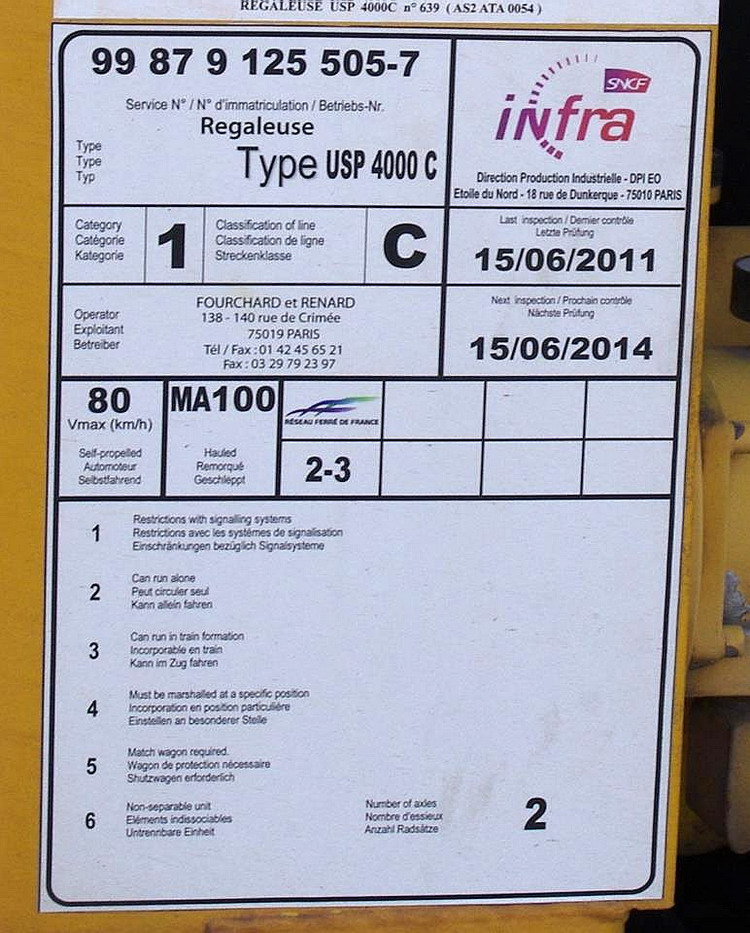 REGALEUSE USP 4000C n° 639 ( AS2 ATA 0054 )
99 87 9 125 505-7
Service N° / N° d'immatriculation / Betriebs-Nr.
Regaleuse
Type
Type
Typ
Type USP 4000 C
SNCF
infra
Direction Production Industrielle - DPI EO
Etoile du Nord - 18 rue de Dunkerque - 75010 PARIS
Category
Catégorie
Kategorie
1
Classification of line
Classification de ligne
Streckenklasse
C
Last inspection / Dernier contrôle
Letzte Prüfung
15/06/2011
Operator
Exploitant
Betreiber
FOURCHARD et RENARD
138 - 140 rue de Crimée
75019 PARIS
Tél / Fax : 01 42 45 65 21
Fax : 03 29 79 23 97
Next inspection / Prochain contrôle
Nächste Prüfung
15/06/2014
80
Vmax (km/h)
Self-propelled
Automoteur
Selbstfahrend
MA100
Hauled
Remorqué
Geschleppt
RÉSEAU FERRÉ DE FRANCE
2-3
1
Restrictions with signalling systems
Restrictions avec les systèmes de signalisation
Einschränkungen bezüglich Signalsysteme
2
Can run alone
Peut circuler seul
Kann allein fahren
3
Can run in train formation
Incorporable en train
Kann im Zug fahren
4
Must be marshalled at a specific position
Incorporation en position particulière
Einstellen an besonderer Stelle
5
Match wagon required.
Wagon de protection nécessaire
Shutzwagen erforderlich
6
Non-separable unit
Eléments indissociables
Untrennbare Einheit
Number of axles
Nombre d'essieux
Anzahl Radsätze
2